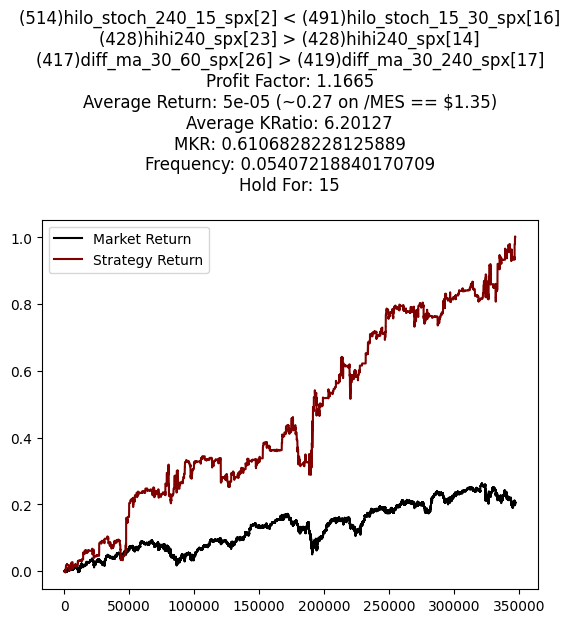 (514)hilo_stoch_240_15_spx[2] < (491)hilo_stoch_15_30_spx[16]
(428)hihi240_spx[23] > (428)hihi240_spx[14]
(417)diff_ma_30_60_spx[26] > (419)diff_ma_30_240_spx[17]
Profit Factor: 1.1665
Average Return: 5e-05 (~0.27 on /MES == $1.35)
Average KRatio: 6.20127
MKR: 0.6106828228125889
Frequency: 0.05407218840170709
Hold For: 15
Market Return
Strategy Return
1.0
0.8
0.6
0.4
0.2
0.0
0 50000 100000 150000 200000 250000 300000 350000